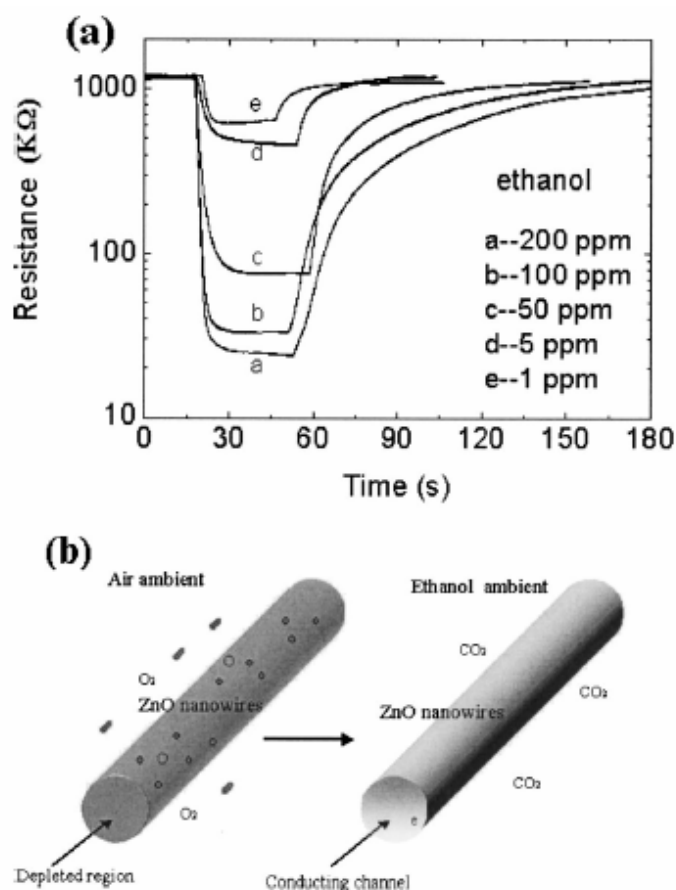 (a)
1000
100
10
Resistance (KΩ)
e
d
c
b
a
ethanol
a--200 ppm
b--100 ppm
c--50 ppm
d--5 ppm
e--1 ppm
0 30 60 90 120 150 180
Time (s)
(b)
Air ambient
Ethanol ambient
O₂
ZnO nanowires
O₂
CO₂
CO₂
ZnO nanowires
CO₂
e
Depleted region
Conducting channel